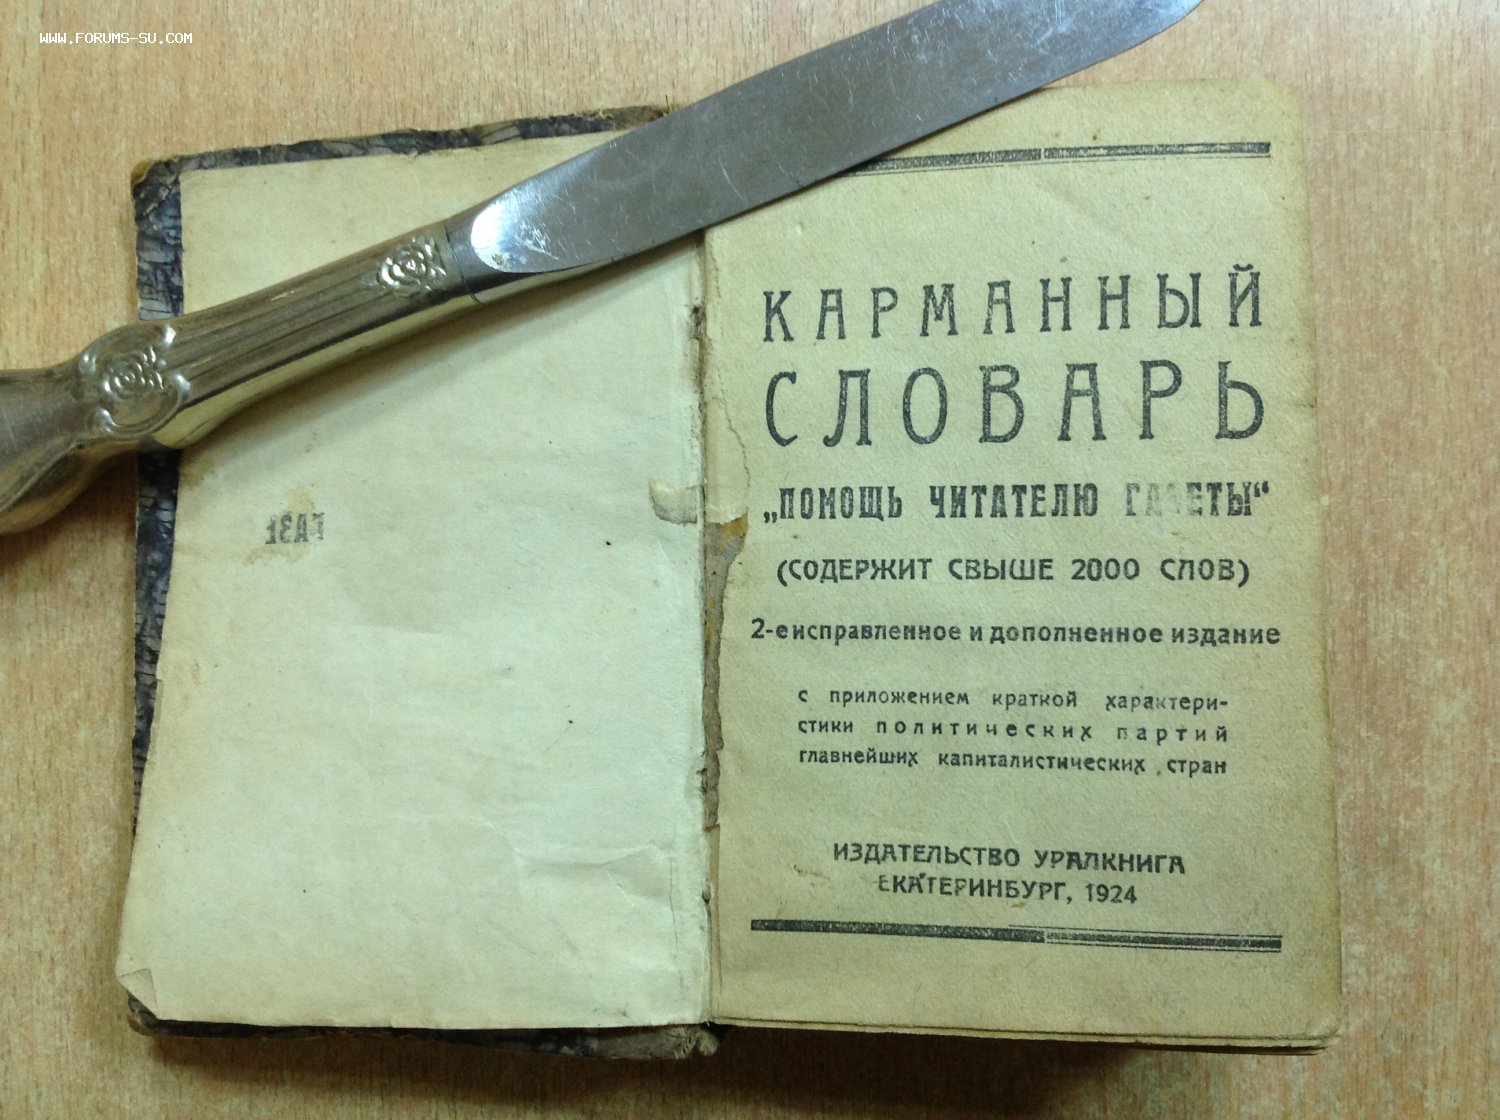 WWW.FORUMS-SU.COM
КАРМАННЫЙ
СЛОВАРЬ
„ПОМОЩЬ ЧИТАТЕЛЮ ГАЗЕТЫ“
(СОДЕРЖИТ СВЫШЕ 2000 СЛОВ)
2-е исправленное и дополненное издание
с приложением краткой характери-
стики политических партий
главнейших капиталистических стран
ИЗДАТЕЛЬСТВО УРАЛКНИГА
ЕКАТЕРИНБУРГ, 1924